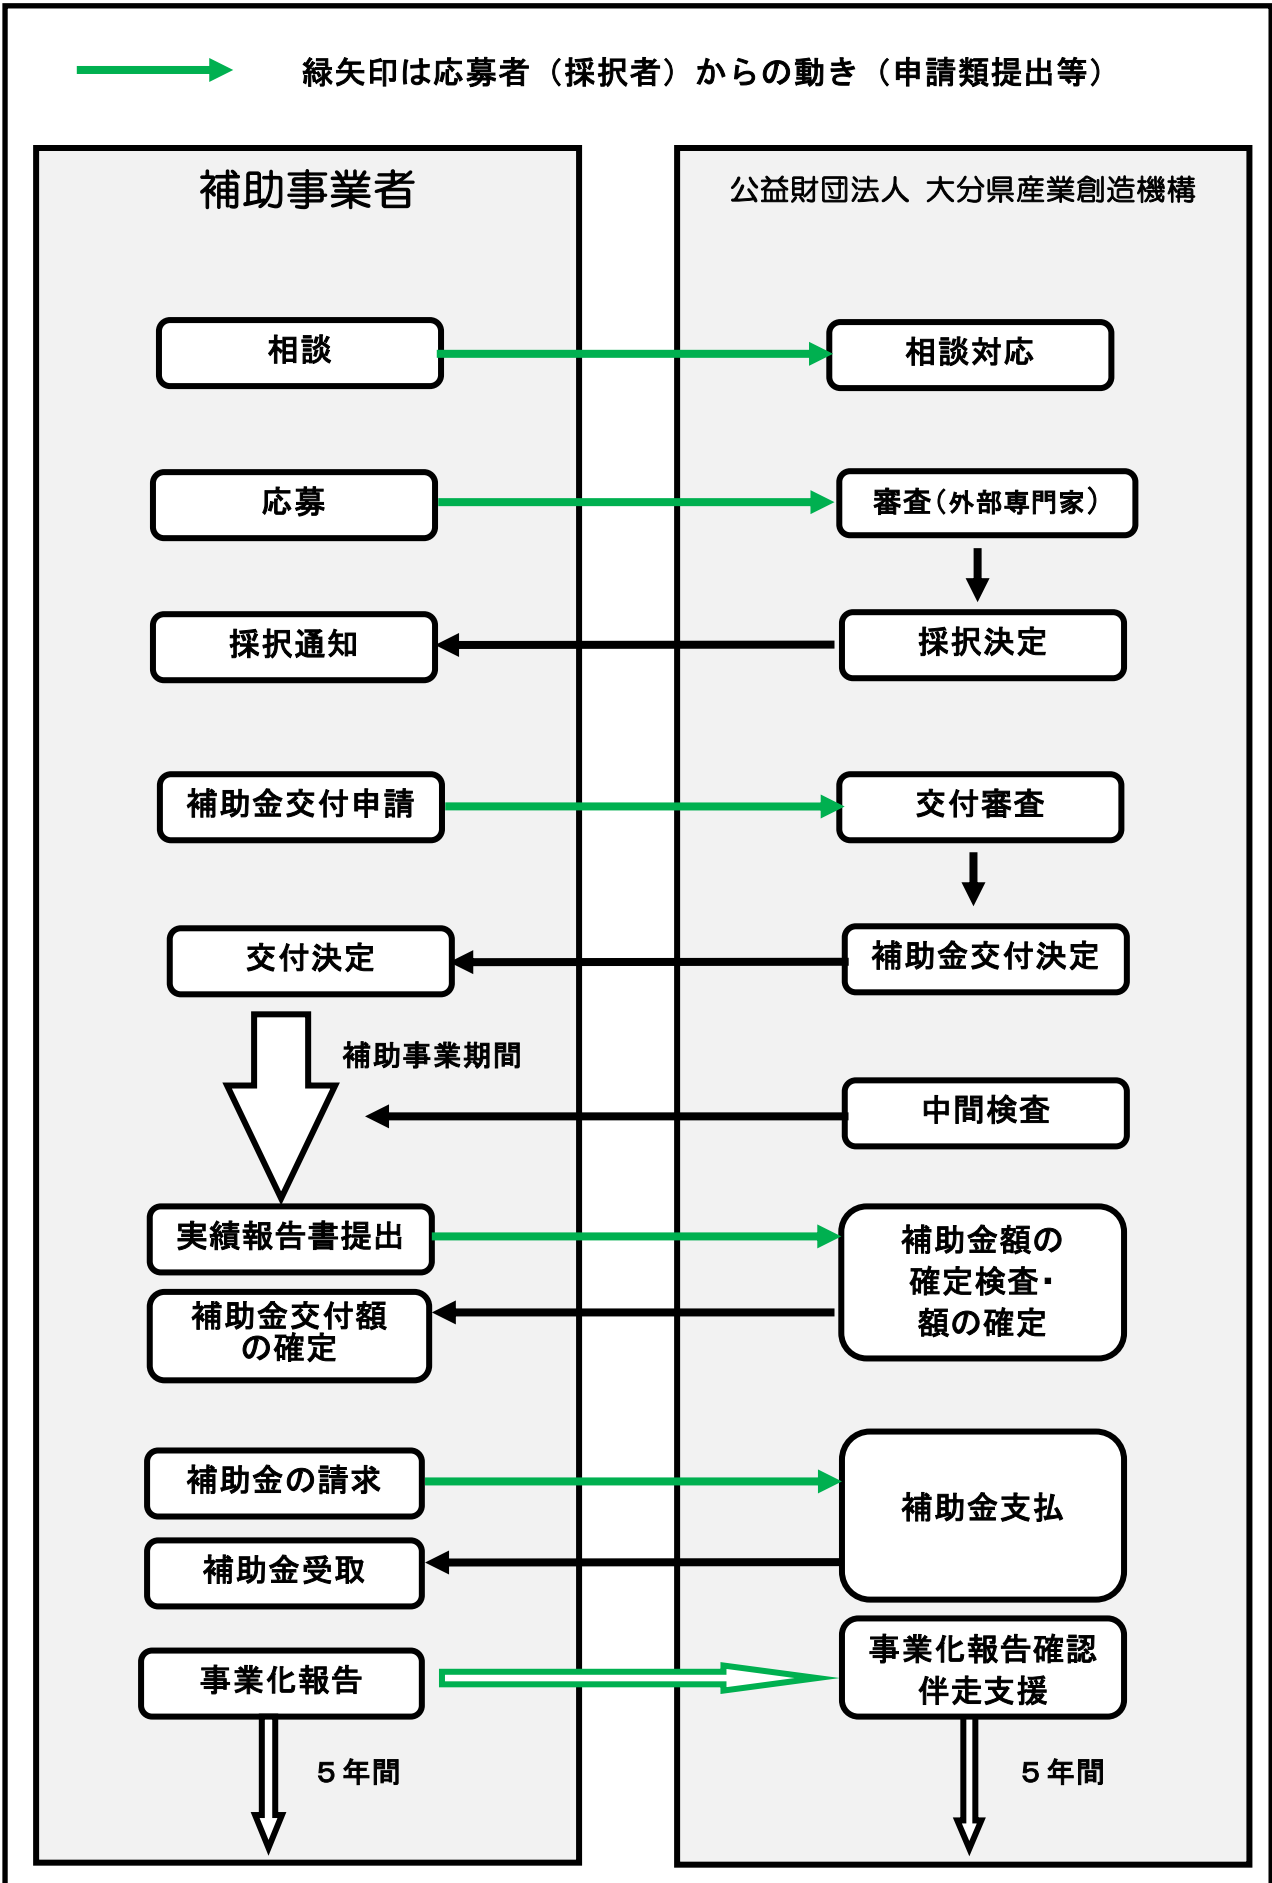 緑矢印は応募者（採択者）からの動き（申請類提出等）
補助事業者
公益財団法人 大分県産業創造機構
相談
相談対応
応募
審査（外部専門家）
採択通知
採択決定
補助金交付申請
交付審査
交付決定
補助金交付決定
補助事業期間
中間検査
実績報告書提出
補助金額の
確定検査・
額の確定
補助金交付額
の確定
補助金の請求
補助金支払
補助金受取
事業化報告
事業化報告確認
伴走支援
５年間
５年間